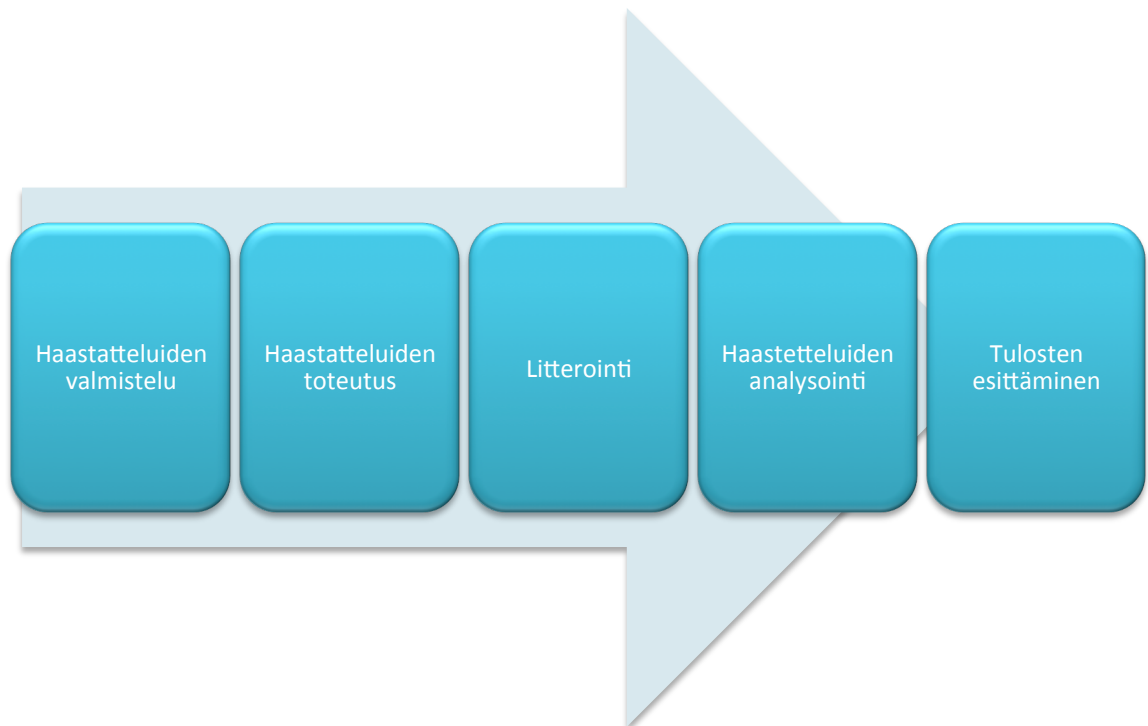 Haastatteluiden
valmistelu
Haastatteluiden
toteutus
Litterointi
Haastetteluiden
analysointi
Tulosten
esittäminen